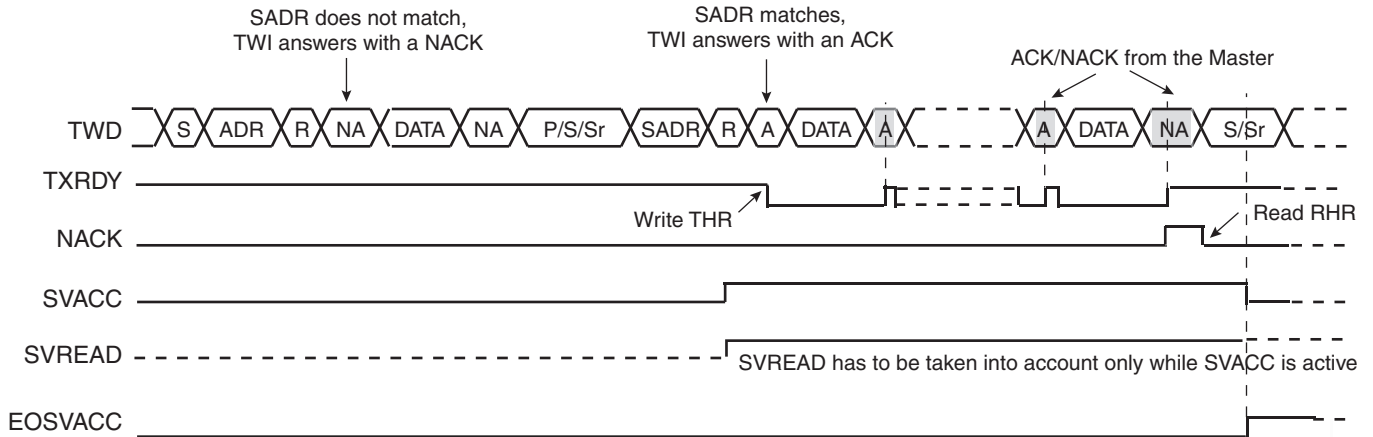 SADR does not match,
TWI answers with a NACK
SADR matches,
TWI answers with an ACK
ACK/NACK from the Master
TWD S ADR R NA DATA NA P/S/Sr SADR R A DATA A A DATA NA S/Sr
TXRDY
Write THR
Read RHR
NACK
SVACC
SVREAD
SVREAD has to be taken into account only while SVACC is active
EOSVACC